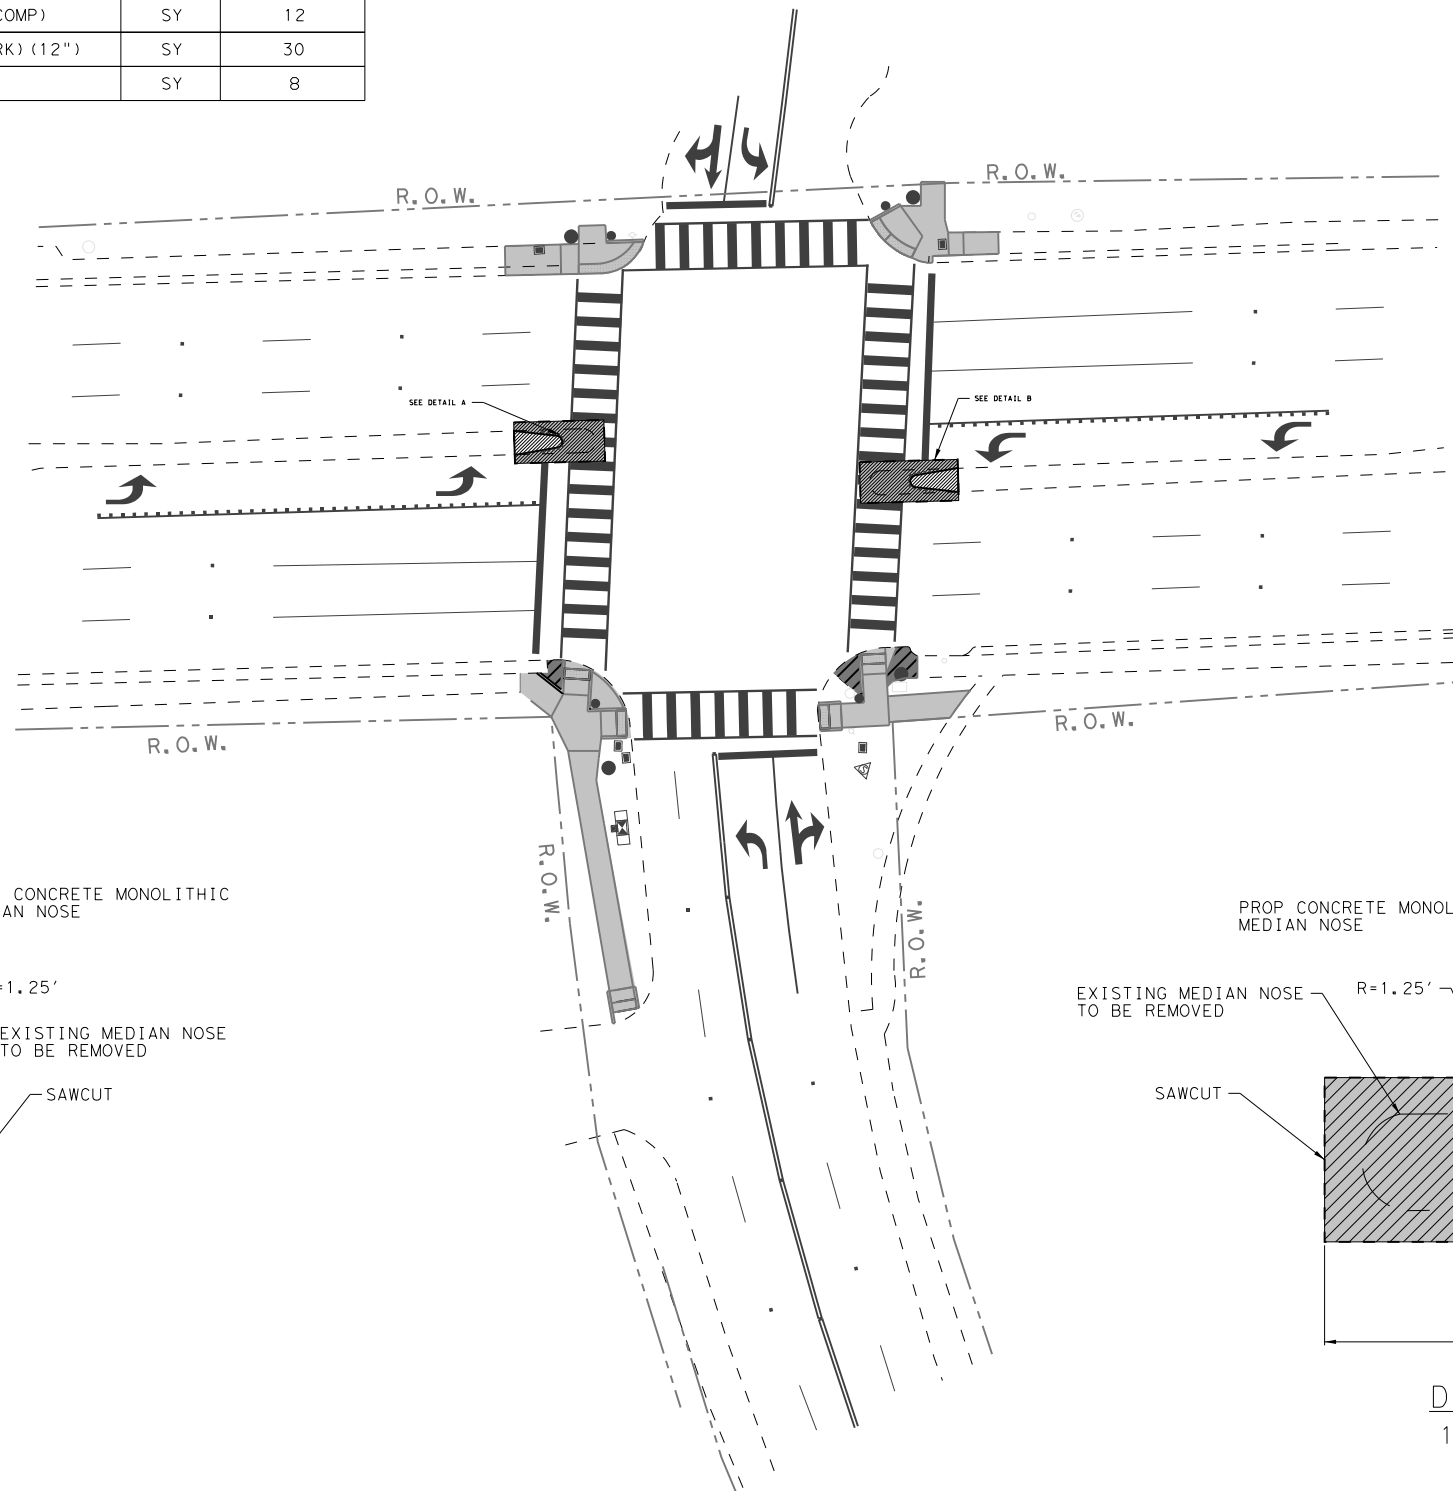 COMP) SY 12
RK) (12") SY 30
SY 8
R.O.W.
R.O.W.
SEE DETAIL A
SEE DETAIL B
R.O.W.
R.O.W.
R.O.W.
R.O.W.
CONCRETE MONOLITHIC
AN NOSE
=1.25'
EXISTING MEDIAN NOSE
TO BE REMOVED
SAWCUT
PROP CONCRETE MONOL
MEDIAN NOSE
EXISTING MEDIAN NOSE
TO BE REMOVED
R=1.25'
SAWCUT
D
1